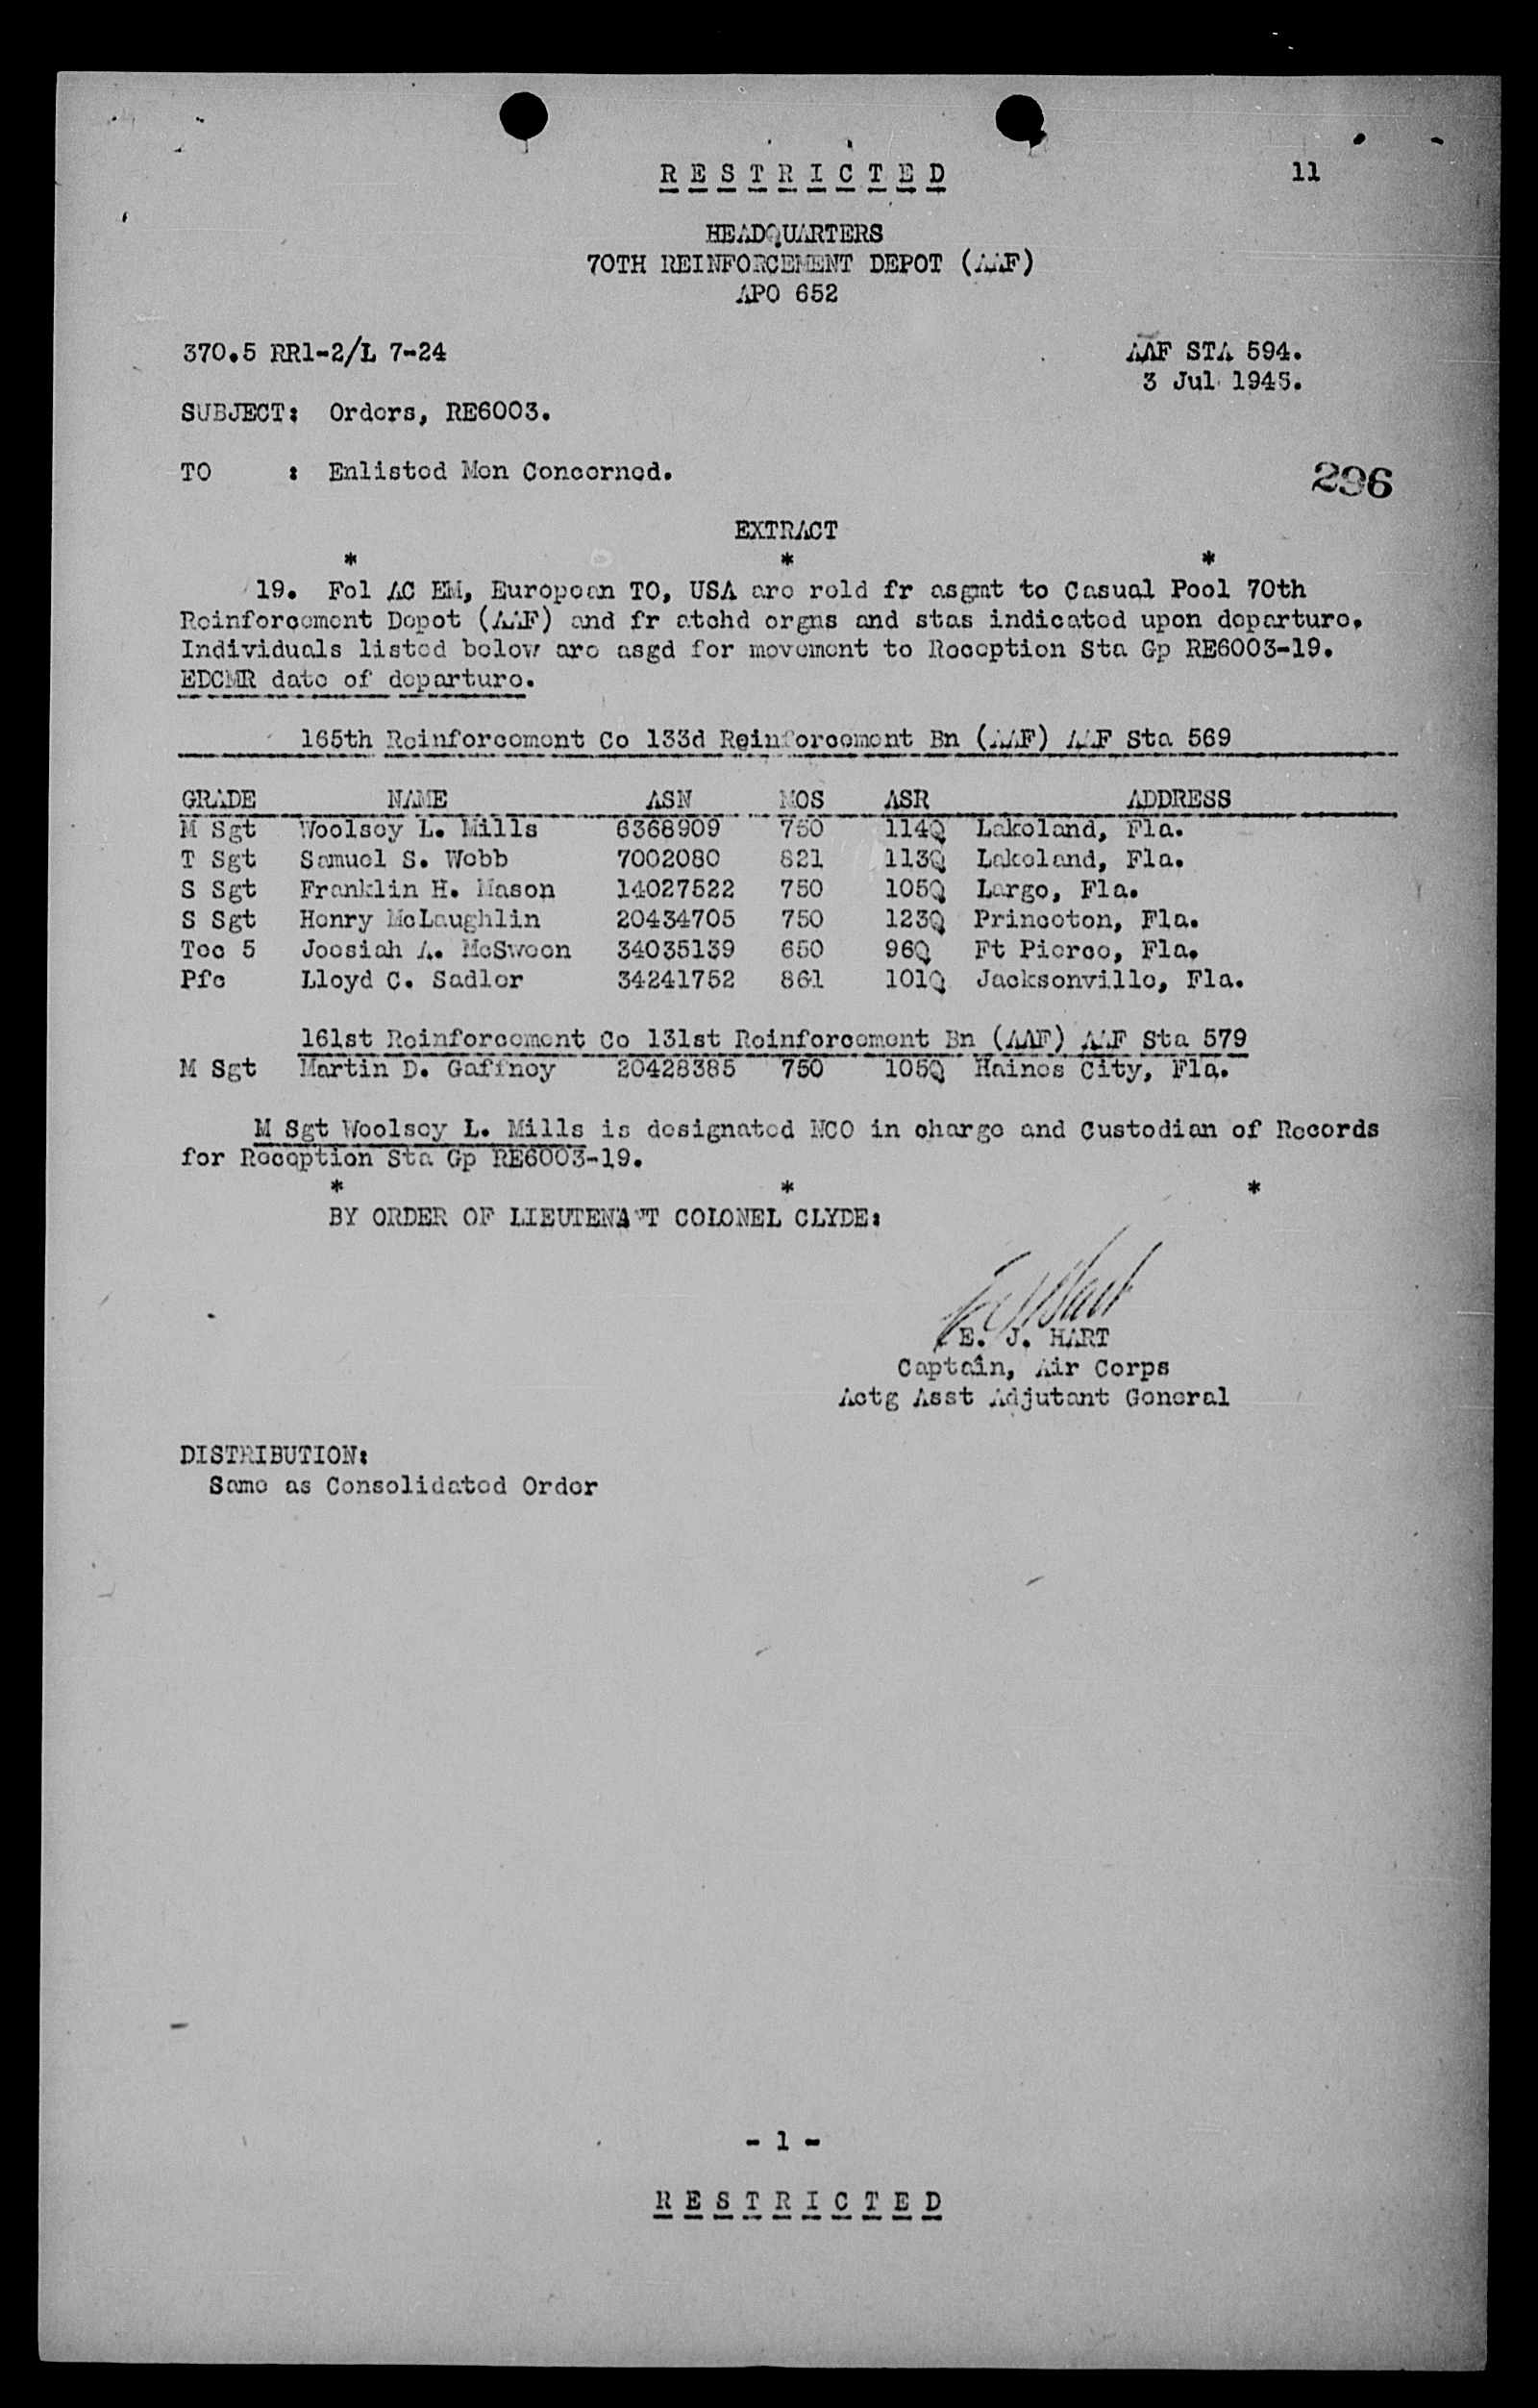 R E S T R I C T E D 11
HEADQUARTERS
70TH REINFORCEMENT DEPOT (AAF)
APO 652
370.5 RR1-2/L 7-24 AAF STA 594.
3 Jul 1945.
SUBJECT: Orders, RE6003.
TO : Enlisted Men Concerned.
296
EXTRACT
* * *
19. Fol AC EM, European TO, USA are reld fr asgmt to Casual Pool 70th
Reinforcement Depot (AAF) and fr atchd orgns and stas indicated upon departure.
Individuals listed below are asgd for movement to Reception Sta Gp RE6003-19.
EDCMR date of departure.
165th Reinforcement Co 133d Reinforcement Bn (AAF) AAF Sta 569
GRADE NAME ASN MOS ASR ADDRESS
M Sgt Woolsey L. Mills 6368909 750 114Q Lakeland, Fla.
T Sgt Samuel S. Webb 7002080 821 113Q Lakeland, Fla.
S Sgt Franklin H. Mason 14027522 750 105Q Largo, Fla.
S Sgt Henry McLaughlin 20434705 750 123Q Princeton, Fla.
Tec 5 Joesiah A. McSween 34035139 650 96Q Ft Pierce, Fla.
Pfc Lloyd C. Sadler 34241752 861 101Q Jacksonville, Fla.
161st Reinforcement Co 131st Reinforcement Bn (AAF) AAF Sta 579
M Sgt Martin D. Gaffney 20428385 750 105Q Haines City, Fla.
M Sgt Woolsey L. Mills is designated NCO in charge and Custodian of Records
for Reception Sta Gp RE6003-19.
* * *
BY ORDER OF LIEUTENANT COLONEL CLYDE:
E. J. HART
Captain, Air Corps
Actg Asst Adjutant General
DISTRIBUTION:
Same as Consolidated Order
- 1 -
R E S T R I C T E D